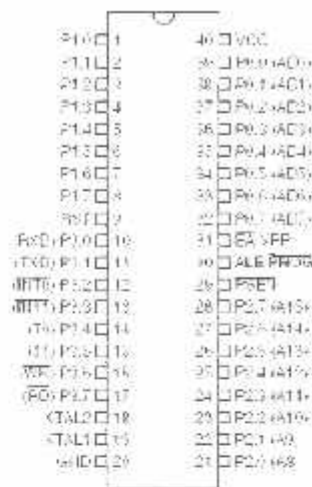 P1.0 1 40 VCC
P1.1 2 39 P0.0 (AD0)
P1.2 3 38 P0.1 (AD1)
P1.3 4 37 P0.2 (AD2)
P1.4 5 36 P0.3 (AD3)
P1.5 6 35 P0.4 (AD4)
P1.6 7 34 P0.5 (AD5)
P1.7 8 33 P0.6 (AD6)
RST 9 32 P0.7 (AD7)
(RXD) P3.0 10 31 EA/VPP
(TXD) P3.1 11 30 ALE/PROG
(INT0) P3.2 12 29 PSEN
(INT1) P3.3 13 28 P2.7 (A15)
(T0) P3.4 14 27 P2.6 (A14)
(T1) P3.5 15 26 P2.5 (A13)
(WR) P3.6 16 25 P2.4 (A12)
(RD) P3.7 17 24 P2.3 (A11)
XTAL2 18 23 P2.2 (A10)
XTAL1 19 22 P2.1 (A9)
GND 20 21 P2.0 (A8)